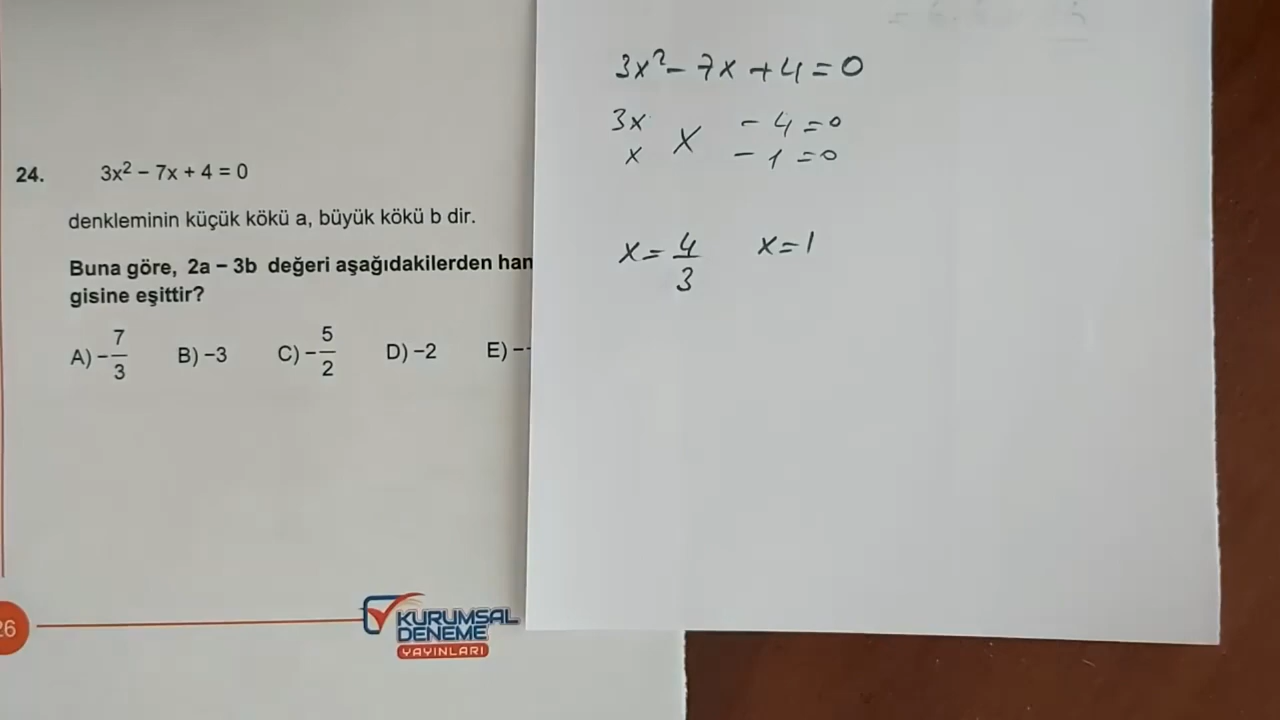 24. 3x² − 7x + 4 = 0
denkleminin küçük kökü a, büyük kökü b dir.
Buna göre, 2a − 3b değeri aşağıdakilerden han
gisine eşittir?
A) −7/3 B) −3 C) −5/2 D) −2 E) −
26
KURUMSAL
DENEME
YAYINLARI
3x² − 7x + 4 = 0
3x − 4 = 0
x − 1 = 0
x = 4/3 x = 1